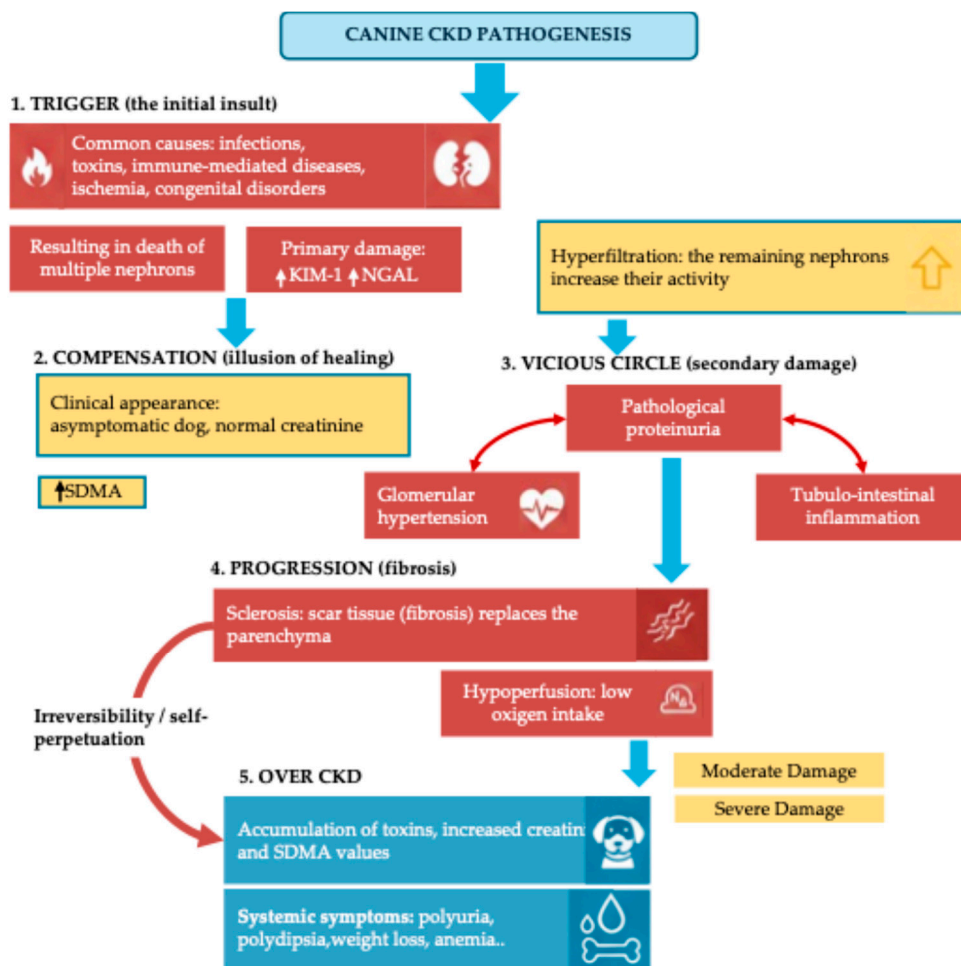 CANINE CKD PATHOGENESIS
1. TRIGGER (the initial insult)
Common causes: infections,
toxins, immune-mediated diseases,
ischemia, congenital disorders
Resulting in death of
multiple nephrons
Primary damage:
↑KIM-1 ↑NGAL
Hyperfiltration: the remaining nephrons
increase their activity
2. COMPENSATION (illusion of healing)
Clinical appearance:
asymptomatic dog, normal creatinine
↑SDMA
3. VICIOUS CIRCLE (secondary damage)
Pathological
proteinuria
Glomerular
hypertension
Tubulo-intestinal
inflammation
4. PROGRESSION (fibrosis)
Sclerosis: scar tissue (fibrosis) replaces the
parenchyma
Hypoperfusion: low
oxigen intake
Irreversibility / self-
perpetuation
Moderate Damage
Severe Damage
5. OVER CKD
Accumulation of toxins, increased creatin
and SDMA values
Systemic symptoms: polyuria,
polydipsia,weight loss, anemia..